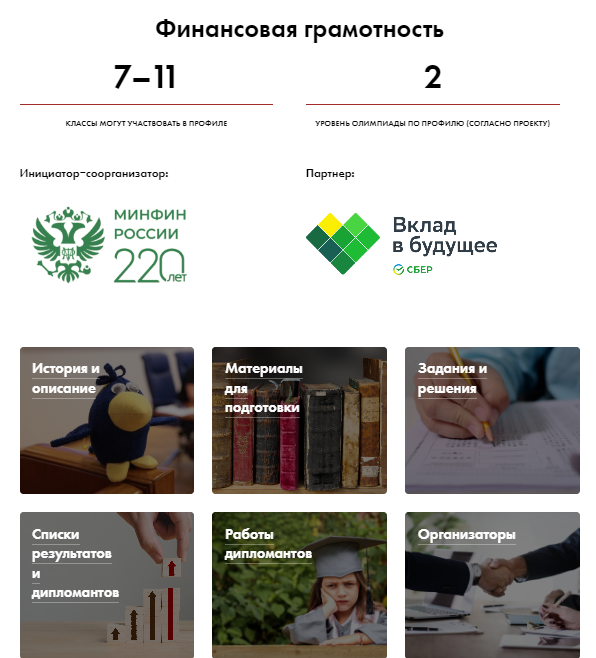 Финансовая грамотность
7–11
2
КЛАССЫ МОГУТ УЧАСТВОВАТЬ В ПРОФИЛЕ
УРОВЕНЬ ОЛИМПИАДЫ ПО ПРОФИЛЮ (СОГЛАСНО ПРОЕКТУ)
Инициатор-соорганизатор:
Партнер:
МИНФИН
РОССИИ
220 лет
Вклад
в будущее
СБЕР
История и
описание
Материалы
для
подготовки
Задания и
решения
Списки
результатов
и
дипломантов
Работы
дипломантов
Организаторы